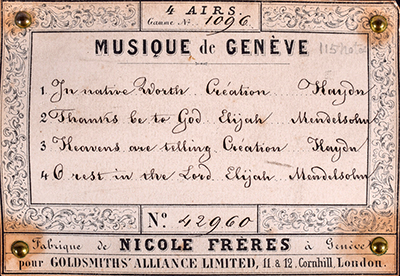 4 AIRS.
Gamme No. 1096
MUSIQUE de GENÈVE
1 In native Worth Création Haydn
2 Thanks be to God Elijah Mendelsohn
3 Heavens are telling Création Haydn
4 O rest in the Lord Elijah Mendelsohn
No. 42960
Fabrique de NICOLE FRÈRES à Genève
pour GOLDSMITHS' ALLIANCE LIMITED, 11 & 12, Cornhill, London.